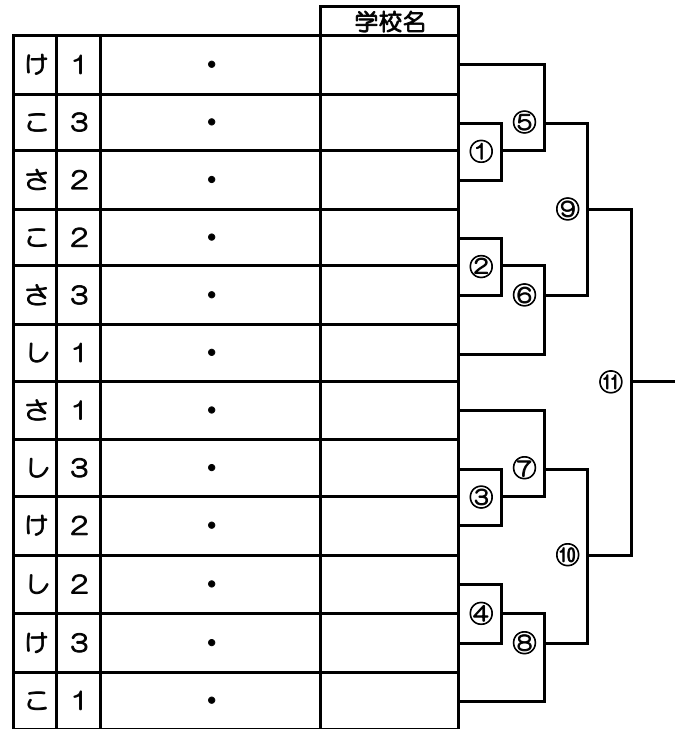 学校名
け 1 ・
こ 3 ・
⑤
①
さ 2 ・
⑨
こ 2 ・
②
さ 3 ・
⑥
し 1 ・
⑪
さ 1 ・
し 3 ・
⑦
③
け 2 ・
⑩
し 2 ・
④
け 3 ・
⑧
こ 1 ・